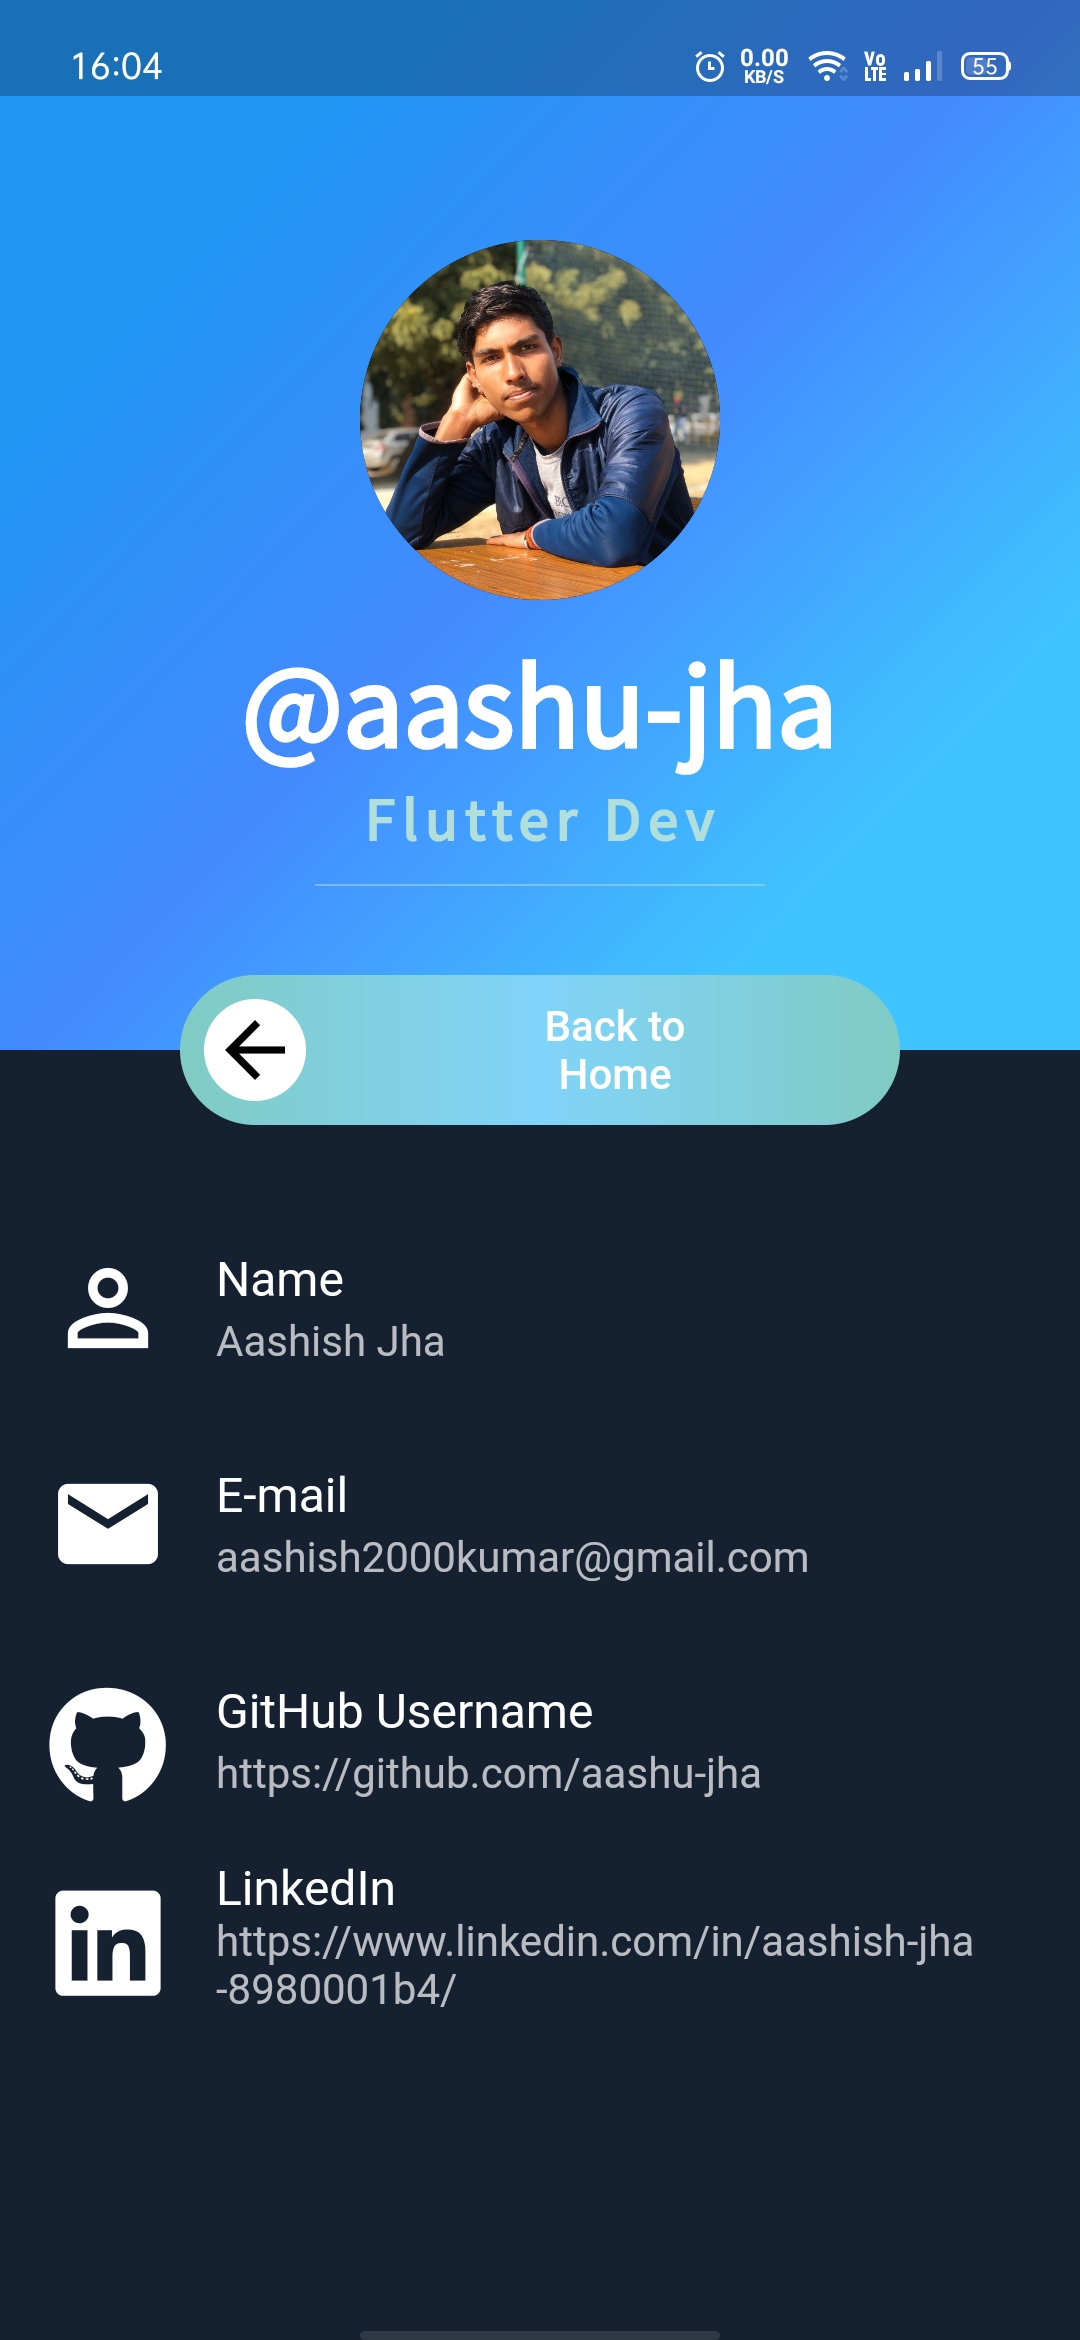 16:04
0.00
KB/S
Vo
LTE
55
@aashu-jha
Flutter Dev
Back to
Home
Name
Aashish Jha
E-mail
aashish2000kumar@gmail.com
GitHub Username
https://github.com/aashu-jha
in
LinkedIn
https://www.linkedin.com/in/aashish-jha
-8980001b4/